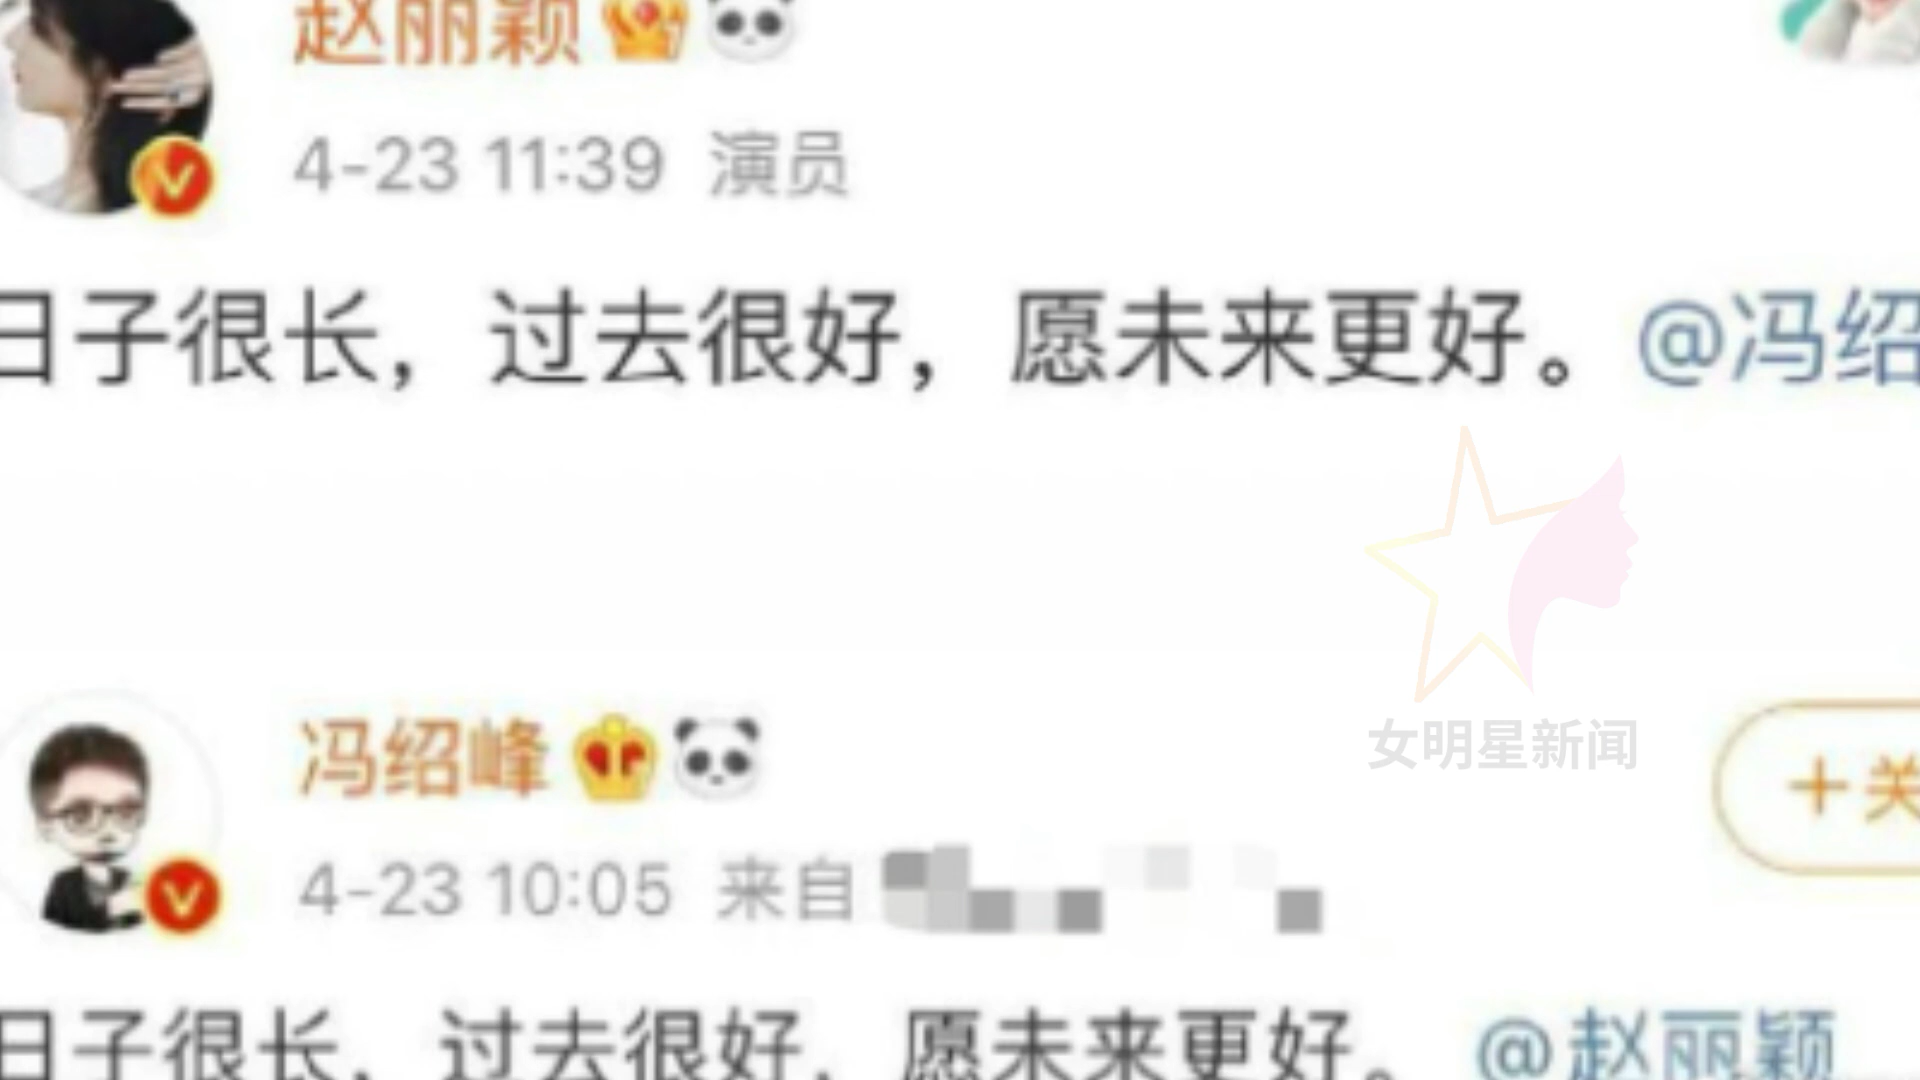 赵丽颖
4-23 11:39 演员
日子很长，过去很好，愿未来更好。@冯绍
女明星新闻
冯绍峰
+关
4-23 10:05 来自
日子很长，过去很好，愿未来更好。@赵丽颖